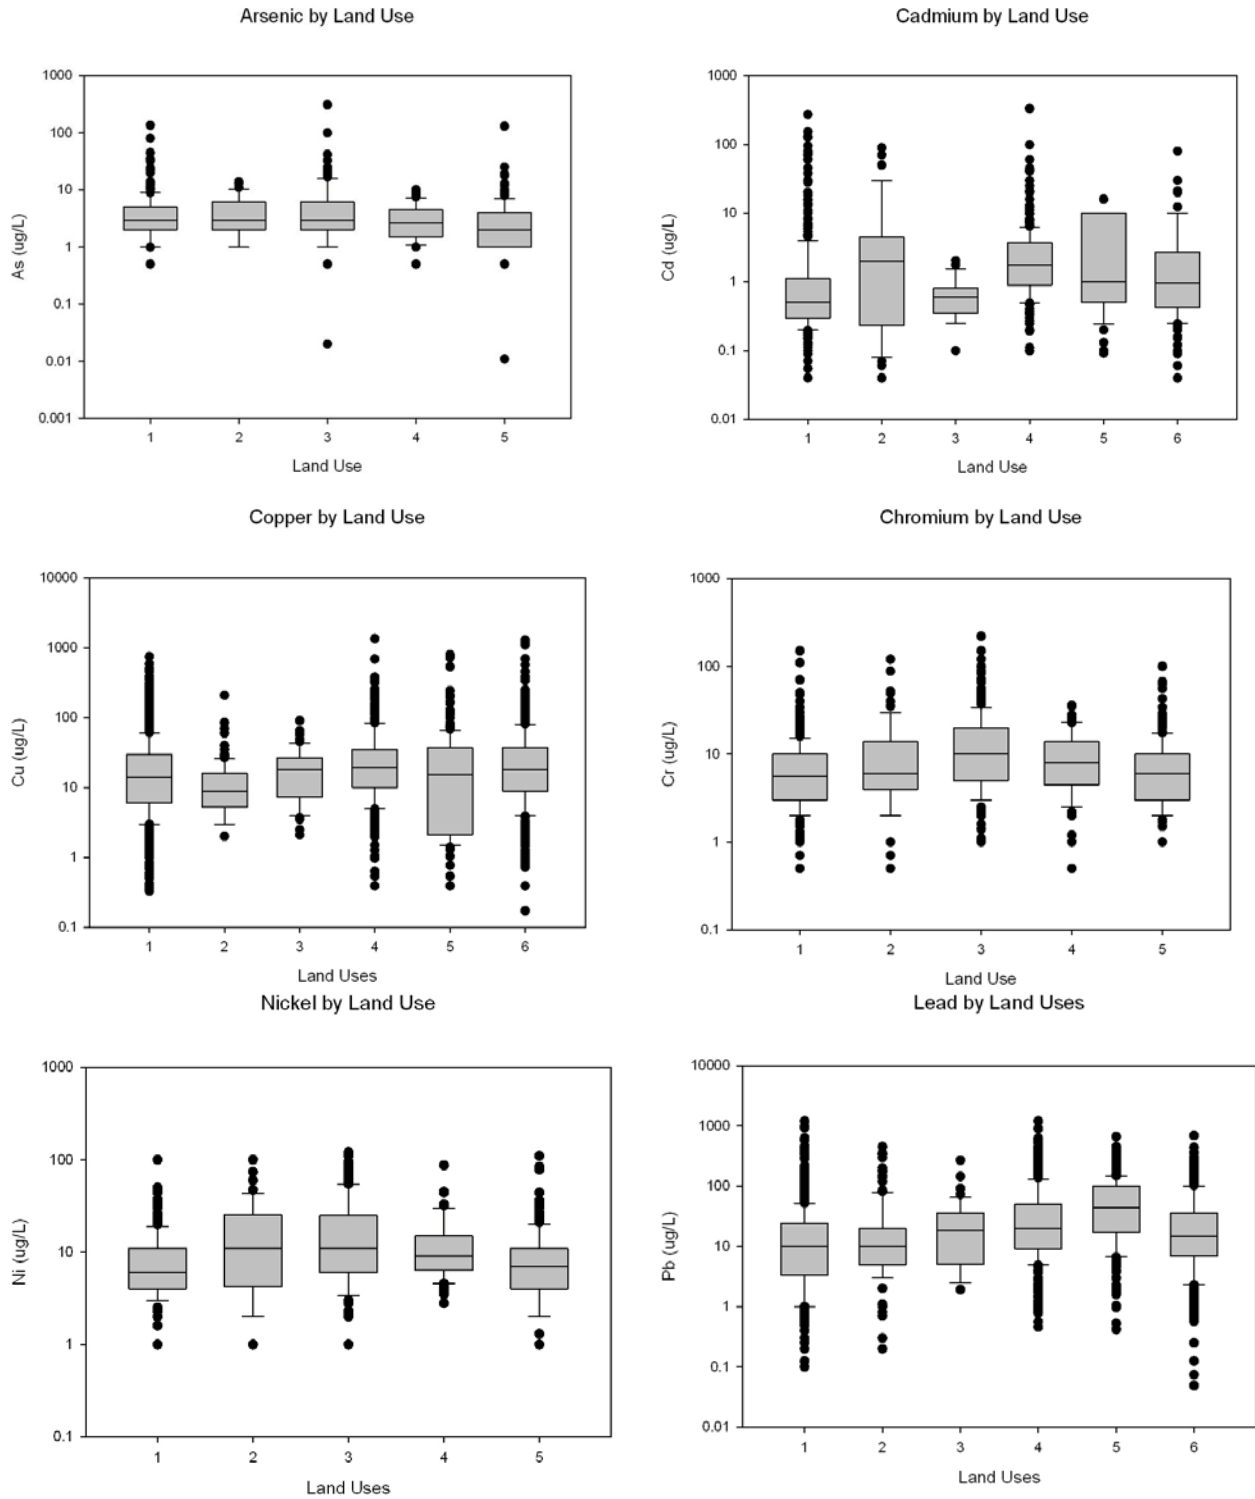 Arsenic by Land Use
1000
100
10
1
0.1
0.01
0.001
As (ug/L)
1 2 3 4 5
Land Use
Cadmium by Land Use
1000
100
10
1
0.1
0.01
Cd (ug/L)
1 2 3 4 5 6
Land Use
Copper by Land Use
10000
1000
100
10
1
0.1
Cu (ug/L)
1 2 3 4 5 6
Land Uses
Chromium by Land Use
1000
100
10
1
0.1
Cr (ug/L)
1 2 3 4 5
Land Use
Nickel by Land Use
1000
100
10
1
0.1
Ni (ug/L)
1 2 3 4 5
Land Uses
Lead by Land Uses
10000
1000
100
10
1
0.1
0.01
Pb (ug/L)
1 2 3 4 5 6
Land Uses